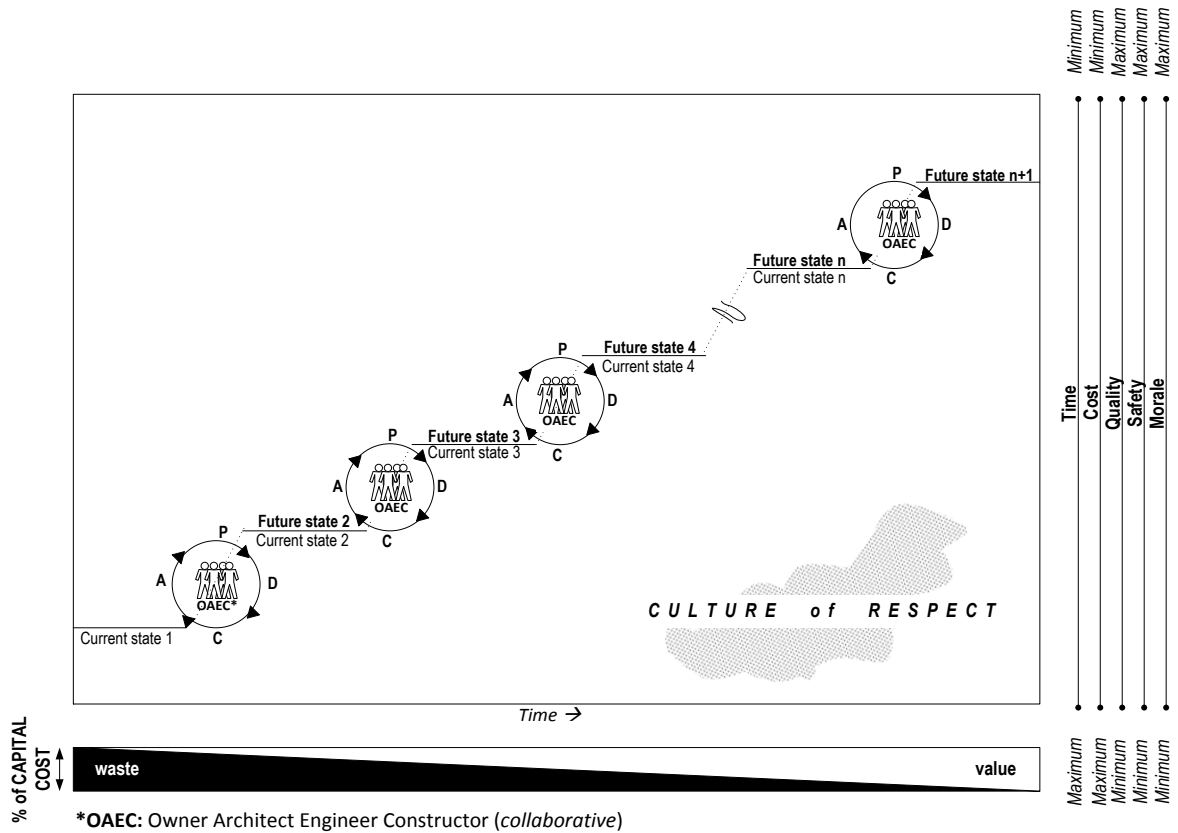 Minimum
Minimum
Maximum
Maximum
Maximum
P
Future state n+1
A
OAEC
D
C
Future state n
Current state n
P
Future state 4
Current state 4
A
OAEC
D
C
P
Future state 3
Current state 3
A
OAEC
D
C
P
Future state 2
Current state 2
A
OAEC*
D
C
Current state 1
CULTURE of RESPECT
Time
Cost
Quality
Safety
Morale
Time →
% of CAPITAL
COST
waste
value
Maximum
Maximum
Minimum
Minimum
Minimum
*OAEC: Owner Architect Engineer Constructor (collaborative)